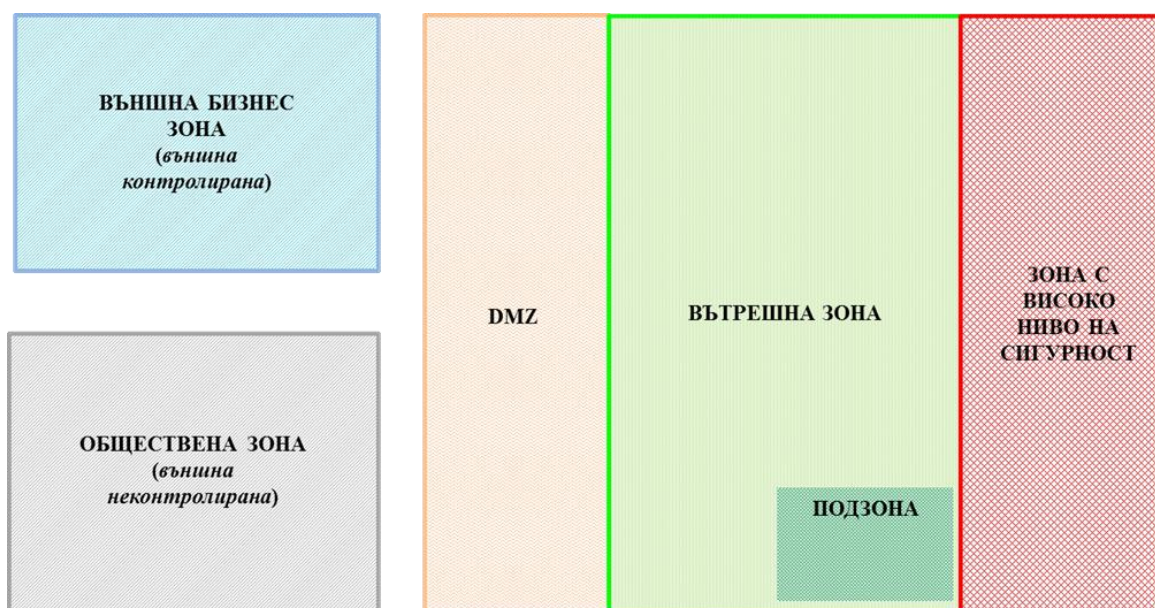 ВЪНШНА БИЗНЕС
ЗОНА
(външна
контролирана)
ОБЩЕСТВЕНА ЗОНА
(външна
неконтролирана)
DMZ
ВЪТРЕШНА ЗОНА
ПОДЗОНА
ЗОНА С
ВИСОКО
НИВО НА
СИГУРНОСТ